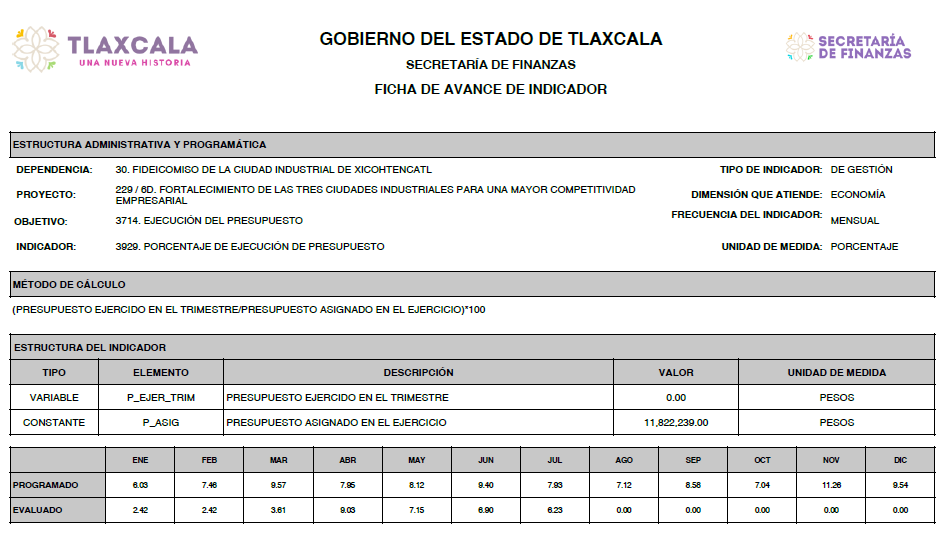 TLAXCALA
UNA NUEVA HISTORIA
GOBIERNO DEL ESTADO DE TLAXCALA
SECRETARÍA DE FINANZAS
FICHA DE AVANCE DE INDICADOR
SECRETARÍA
DE FINANZAS
ESTRUCTURA ADMINISTRATIVA Y PROGRAMÁTICA
DEPENDENCIA: 30. FIDEICOMISO DE LA CIUDAD INDUSTRIAL DE XICOHTENCATL TIPO DE INDICADOR: DE GESTIÓN
PROYECTO: 229 / 6D. FORTALECIMIENTO DE LAS TRES CIUDADES INDUSTRIALES PARA UNA MAYOR COMPETITIVIDAD
EMPRESARIAL
DIMENSIÓN QUE ATIENDE: ECONOMÍA
OBJETIVO: 3714. EJECUCIÓN DEL PRESUPUESTO FRECUENCIA DEL INDICADOR: MENSUAL
INDICADOR: 3929. PORCENTAJE DE EJECUCIÓN DE PRESUPUESTO UNIDAD DE MEDIDA: PORCENTAJE
MÉTODO DE CÁLCULO
(PRESUPUESTO EJERCIDO EN EL TRIMESTRE/PRESUPUESTO ASIGNADO EN EL EJERCICIO)*100
ESTRUCTURA DEL INDICADOR
TIPO ELEMENTO DESCRIPCIÓN VALOR UNIDAD DE MEDIDA
VARIABLE P_EJER_TRIM PRESUPUESTO EJERCIDO EN EL TRIMESTRE 0.00 PESOS
CONSTANTE P_ASIG PRESUPUESTO ASIGNADO EN EL EJERCICIO 11,822,239.00 PESOS
ENE FEB MAR ABR MAY JUN JUL AGO SEP OCT NOV DIC
PROGRAMADO 6.03 7.46 9.57 7.95 8.12 9.40 7.93 7.12 8.58 7.04 11.26 9.54
EVALUADO 2.42 2.42 3.61 9.03 7.15 6.90 6.23 0.00 0.00 0.00 0.00 0.00